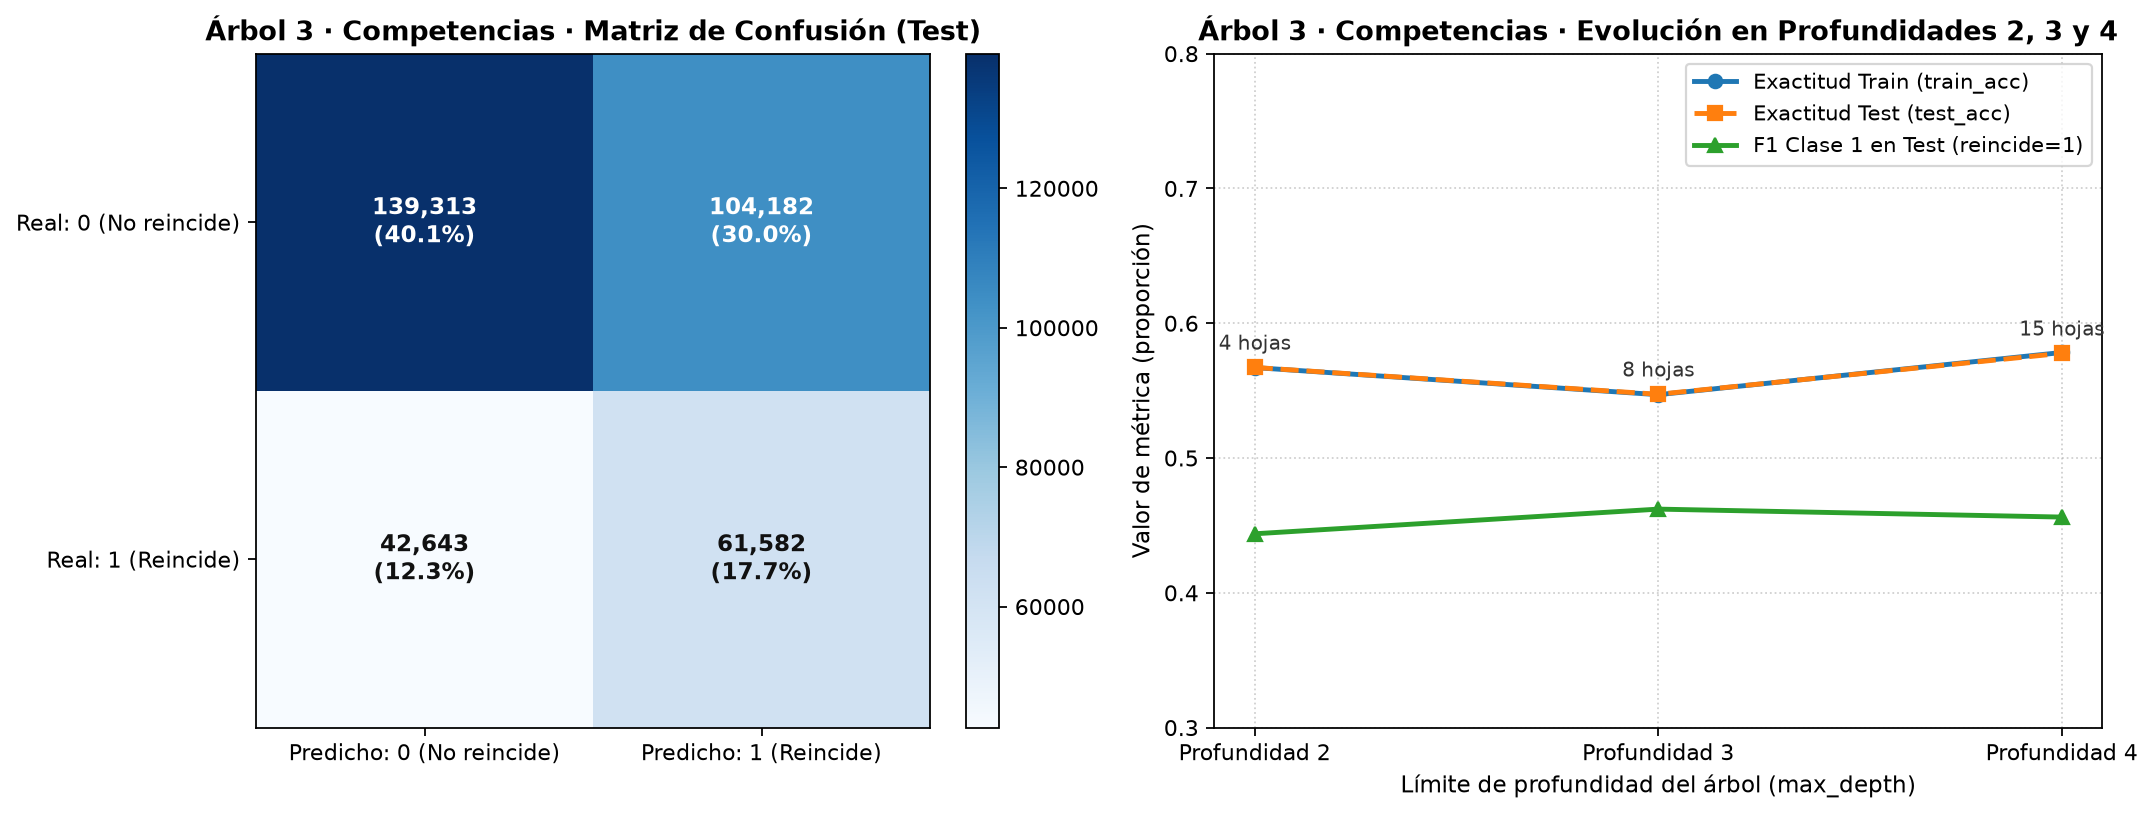 Árbol 3 · Competencias · Matriz de Confusión (Test)
139,313
(40.1%)
104,182
(30.0%)
42,643
(12.3%)
61,582
(17.7%)
Real: 0 (No reincide)
Real: 1 (Reincide)
Predicho: 0 (No reincide)
Predicho: 1 (Reincide)
120000
100000
80000
60000
Árbol 3 · Competencias · Evolución en Profundidades 2, 3 y 4
Exactitud Train (train_acc)
Exactitud Test (test_acc)
F1 Clase 1 en Test (reincide=1)
4 hojas
8 hojas
15 hojas
0.8
0.7
0.6
0.5
0.4
0.3
Valor de métrica (proporción)
Profundidad 2
Profundidad 3
Profundidad 4
Límite de profundidad del árbol (max_depth)